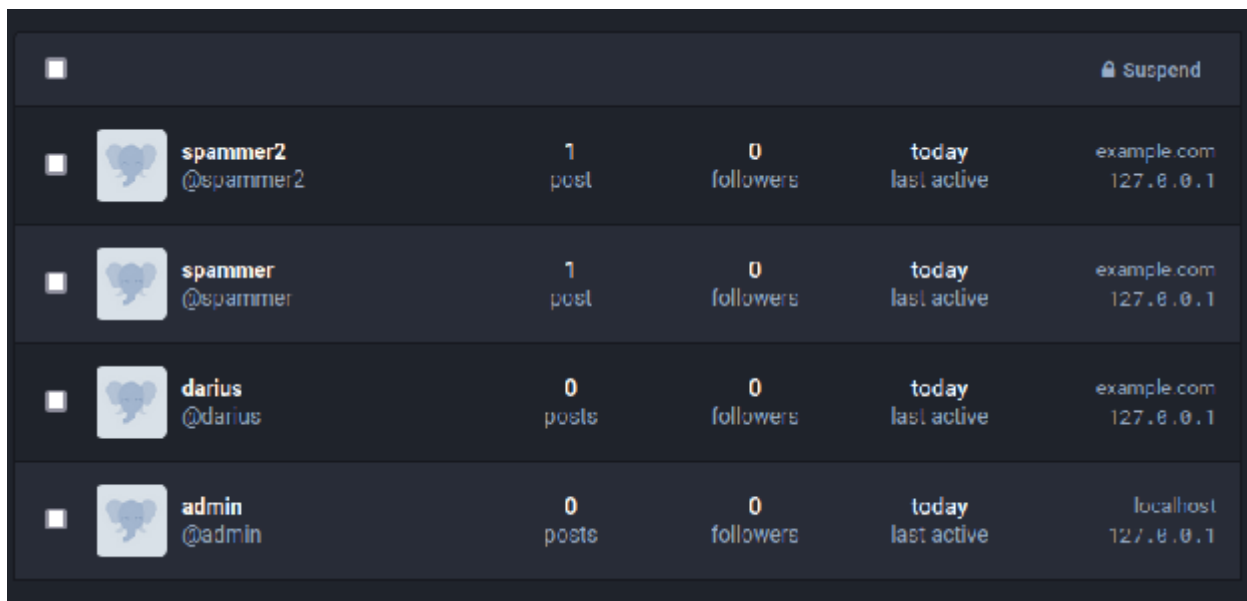 Suspend
spammer2 1 0 today example.com
@spammer2 post followers last active 127.0.0.1
spammer 1 0 today example.com
@spammer post followers last active 127.0.0.1
darius 0 0 today example.com
@darius posts followers last active 127.0.0.1
admin 0 0 today localhost
@admin posts followers last active 127.0.0.1